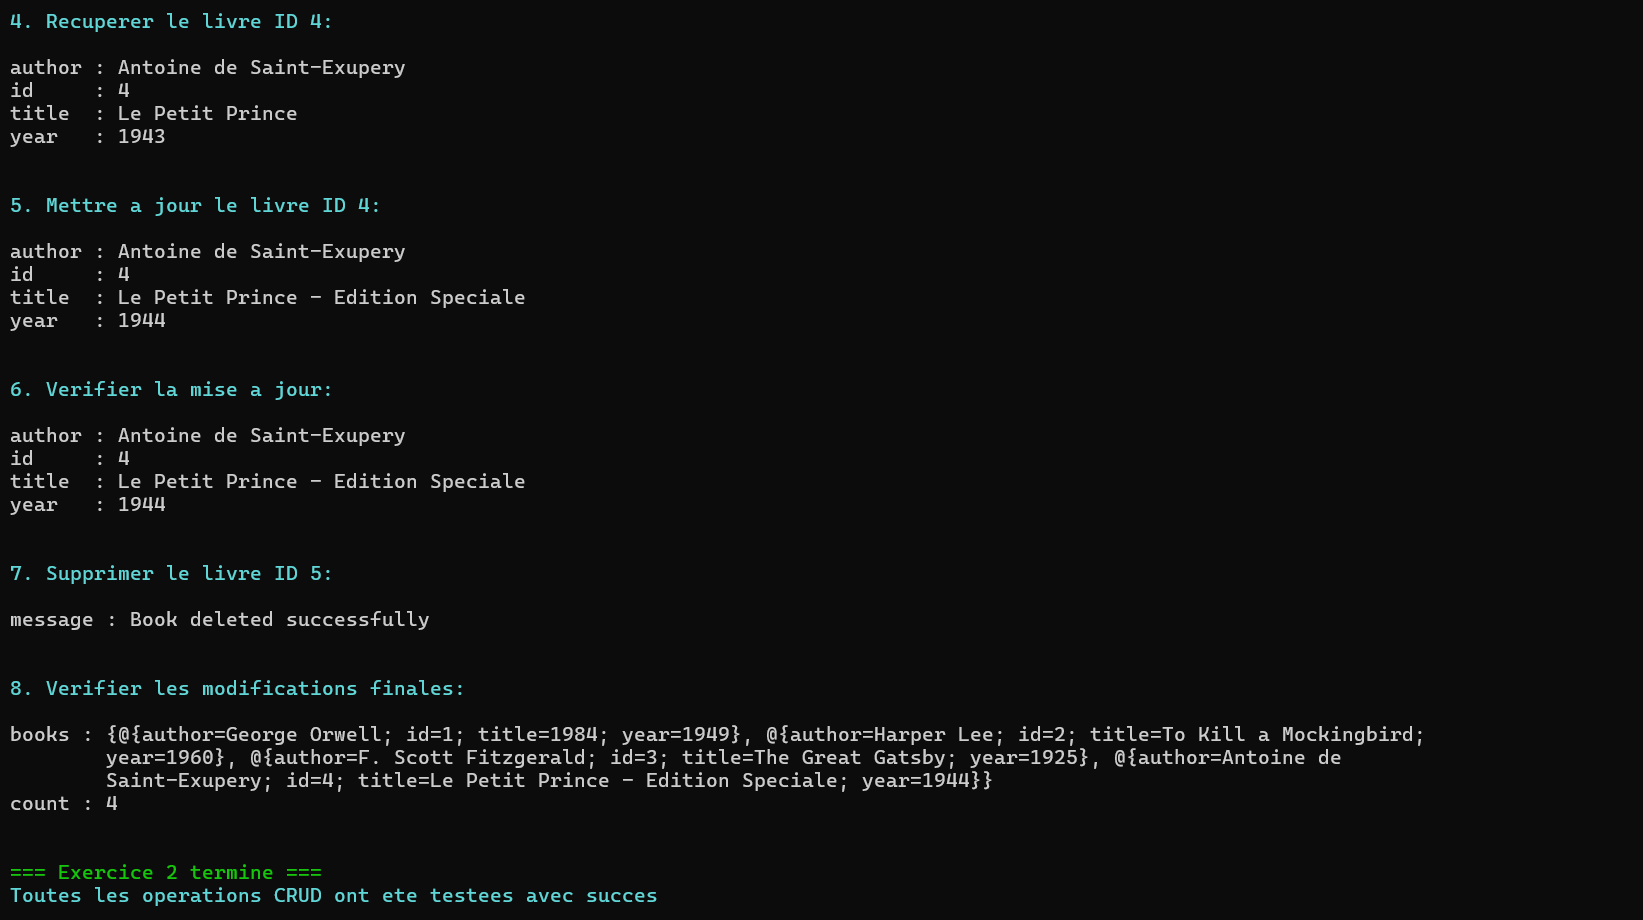 4. Recuperer le livre ID 4:
author : Antoine de Saint-Exupery
id     : 4
title  : Le Petit Prince
year   : 1943
5. Mettre a jour le livre ID 4:
author : Antoine de Saint-Exupery
id     : 4
title  : Le Petit Prince - Edition Speciale
year   : 1944
6. Verifier la mise a jour:
author : Antoine de Saint-Exupery
id     : 4
title  : Le Petit Prince - Edition Speciale
year   : 1944
7. Supprimer le livre ID 5:
message : Book deleted successfully
8. Verifier les modifications finales:
books : {@{author=George Orwell; id=1; title=1984; year=1949}, @{author=Harper Lee; id=2; title=To Kill a Mockingbird;
        year=1960}, @{author=F. Scott Fitzgerald; id=3; title=The Great Gatsby; year=1925}, @{author=Antoine de
        Saint-Exupery; id=4; title=Le Petit Prince - Edition Speciale; year=1944}}
count : 4
=== Exercice 2 termine ===
Toutes les operations CRUD ont ete testees avec succes